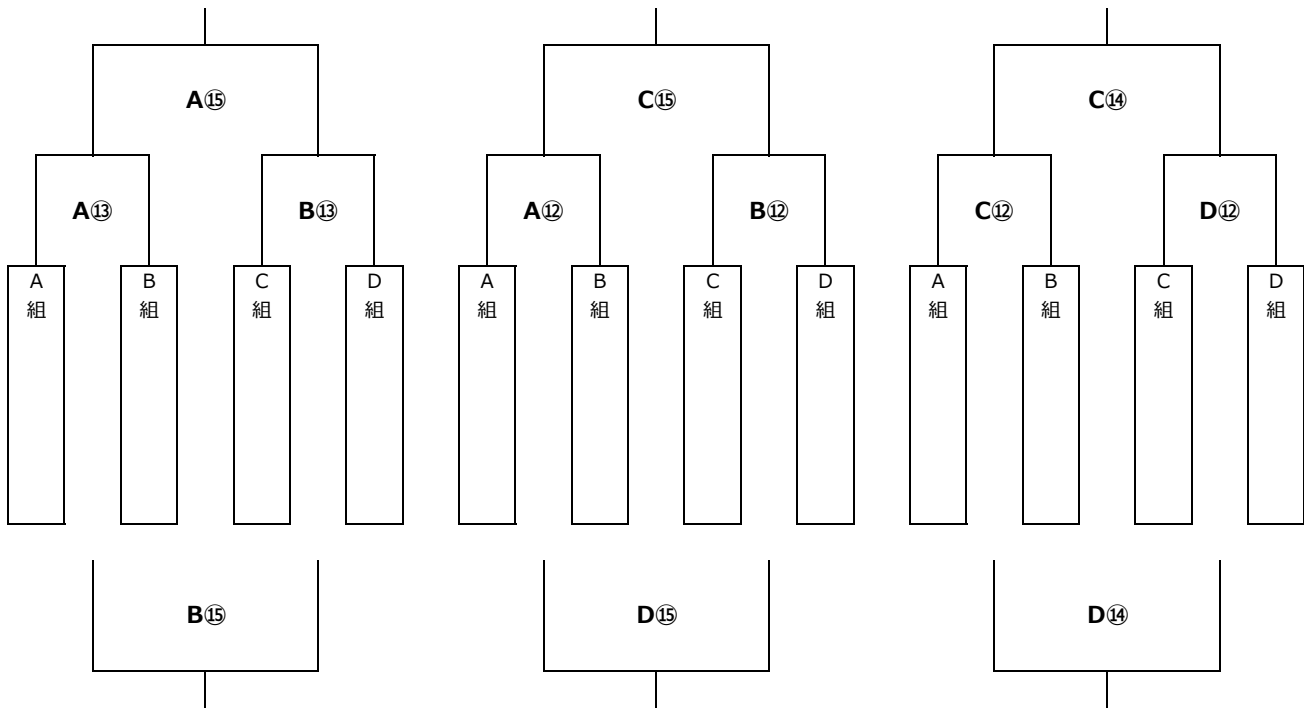 A⑮ C⑮ C⑭
A⑬ B⑬ A⑫ B⑫ C⑫ D⑫
A B C D A B C D A B C D
組 組 組 組 組 組 組 組 組 組 組 組
B⑮ D⑮ D⑭